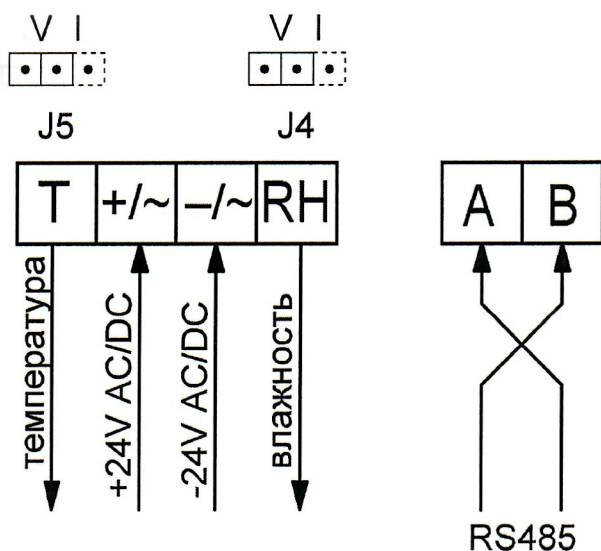 V I V I
J5 J4
T +/~ –/~ RH A B
температура
+24V AC/DC
-24V AC/DC
влажность
RS485